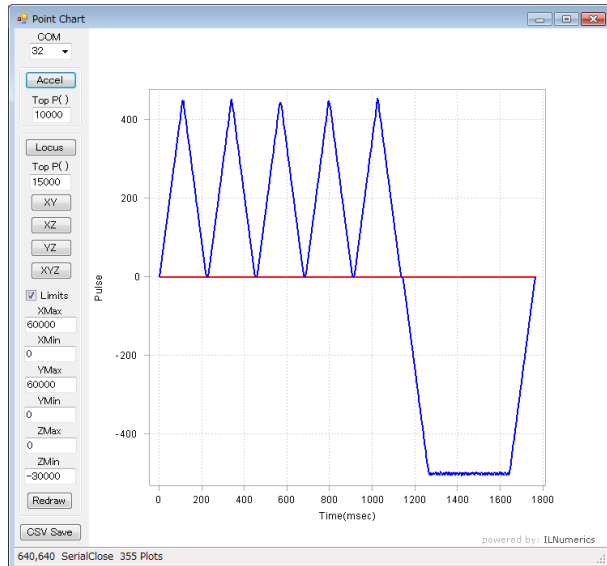 Point Chart
COM
32
Accel
Top P( )
10000
Locus
Top P( )
15000
XY
XZ
YZ
XYZ
Limits
XMax
60000
XMin
0
YMax
60000
YMin
0
ZMax
0
ZMin
-30000
Redraw
CSV Save
400
200
0
-200
-400
Pulse
0 200 400 600 800 1000 1200 1400 1600 1800
Time(msec)
powered by: ILNumerics
640,640 SerialClose 355 Plots